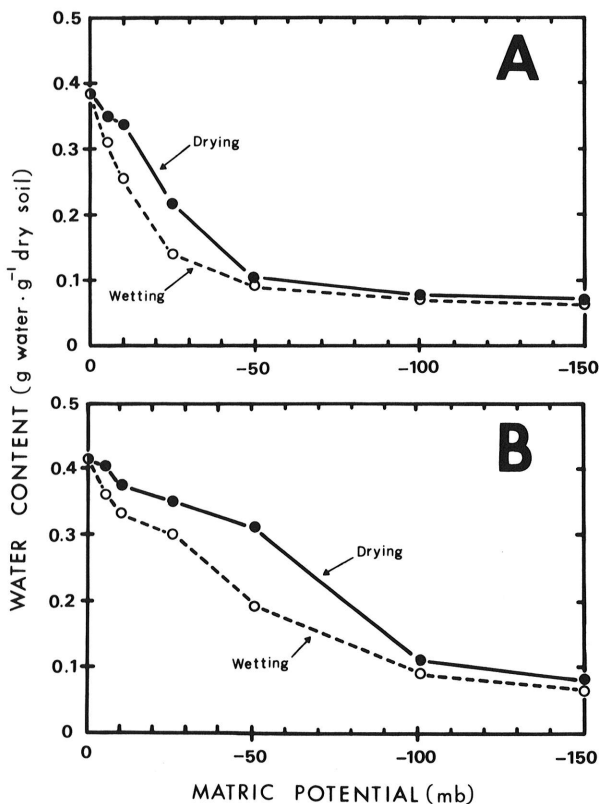 WATER CONTENT (g water · g⁻¹ dry soil)
0.5
0.4
0.3
0.2
0.1
0
A
Drying
Wetting
0 -50 -100 -150
0.5
0.4
0.3
0.2
0.1
0
B
Drying
Wetting
0 -50 -100 -150
MATRIC POTENTIAL (mb)